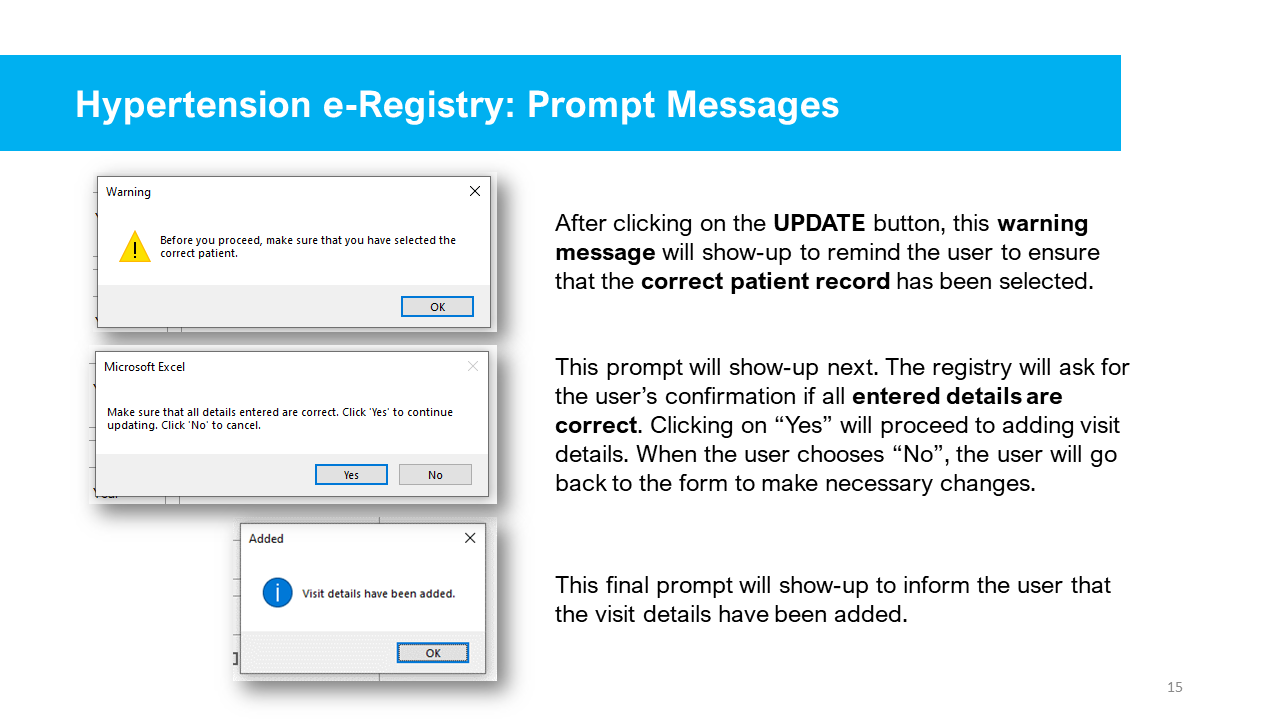 Hypertension e-Registry: Prompt Messages
Warning
Before you proceed, make sure that you have selected the
correct patient.
OK
After clicking on the UPDATE button, this warning
message will show-up to remind the user to ensure
that the correct patient record has been selected.
Microsoft Excel
Make sure that all details entered are correct. Click 'Yes' to continue
updating. Click 'No' to cancel.
Yes No
This prompt will show-up next. The registry will ask for
the user’s confirmation if all entered details are
correct. Clicking on “Yes” will proceed to adding visit
details. When the user chooses “No”, the user will go
back to the form to make necessary changes.
Added
Visit details have been added.
OK
This final prompt will show-up to inform the user that
the visit details have been added.
15